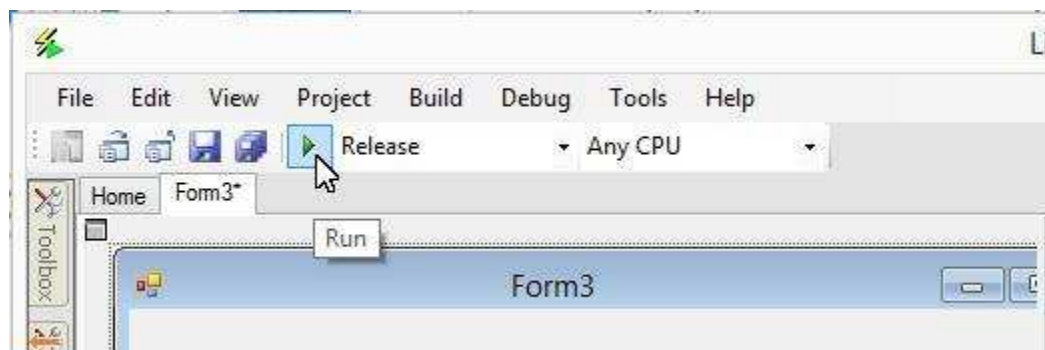 File Edit View Project Build Debug Tools Help
Release Any CPU
Home Form3*
Run
Toolbox
Form3